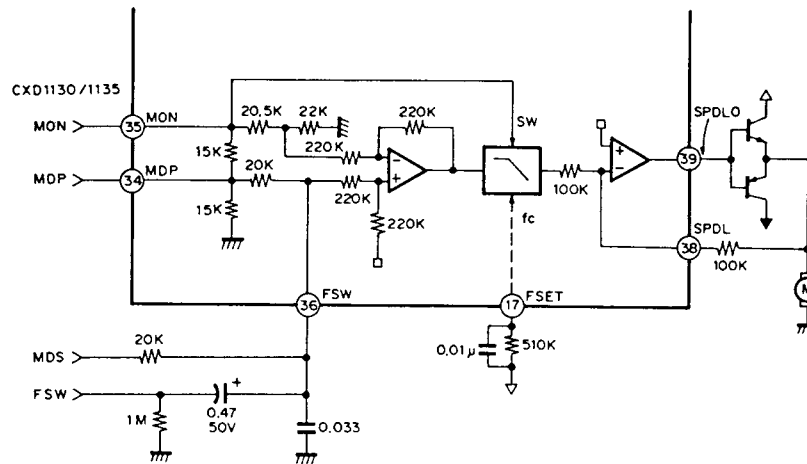 CXD1130/1135
MON
35
MON
20.5K
22K
220K
SW
SPDLO
39
15K
220K
MDP
34
MDP
20K
220K
15K
220K
100K
fc
SPDL
38
100K
M
36
FSW
17
FSET
MDS
20K
0.01µ
510K
FSW
1M
0.47
50V
+
0.033